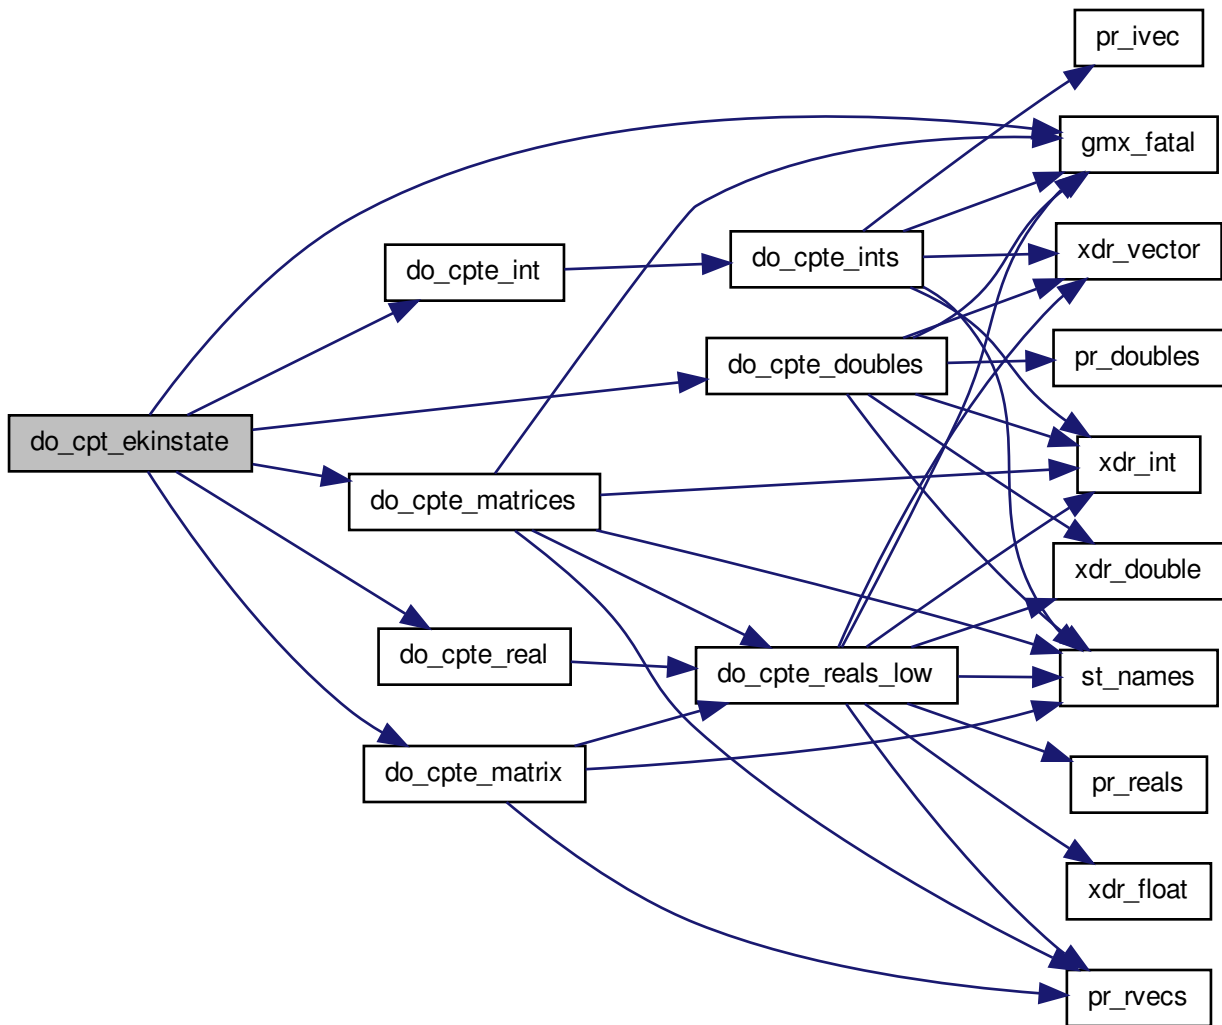 pr_ivec
gmx_fatal
do_cpte_ints
xdr_vector
do_cpte_int
pr_doubles
do_cpte_doubles
do_cpt_ekinstate
xdr_int
do_cpte_matrices
xdr_double
do_cpte_real
do_cpte_reals_low
st_names
do_cpte_matrix
pr_reals
xdr_float
pr_rvecs